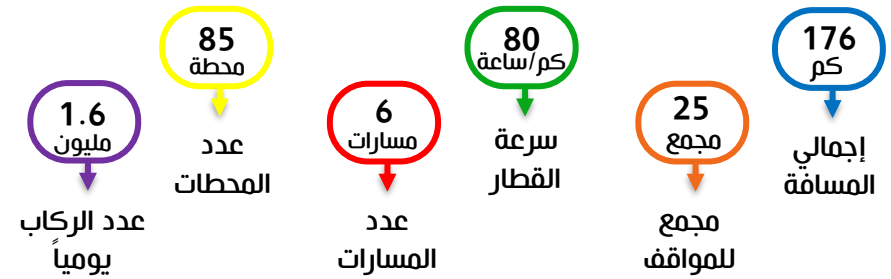 176
كم
إجمالي
المسافة
25
مجمع
مجمع
للمواقف
80
كم/ساعة
سرعة
القطار
6
مسارات
عدد
المسارات
85
محطة
عدد
المحطات
1.6
مليون
عدد الركاب
يومياً